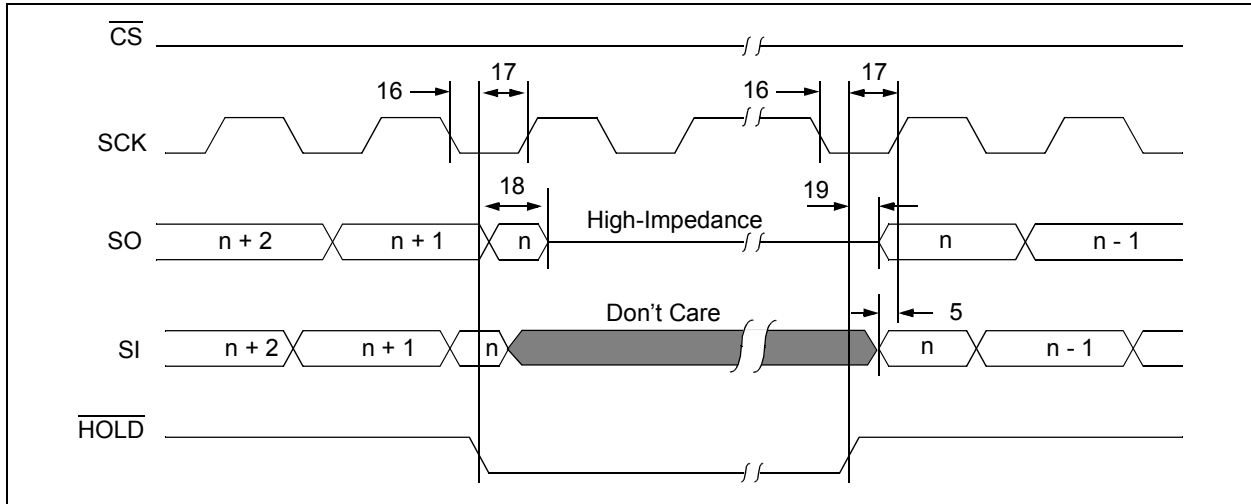 CS
16 17 16 17
SCK
18 19
SO n + 2 n + 1 n High-Impedance n n - 1
Don't Care 5
SI n + 2 n + 1 n n n - 1
HOLD